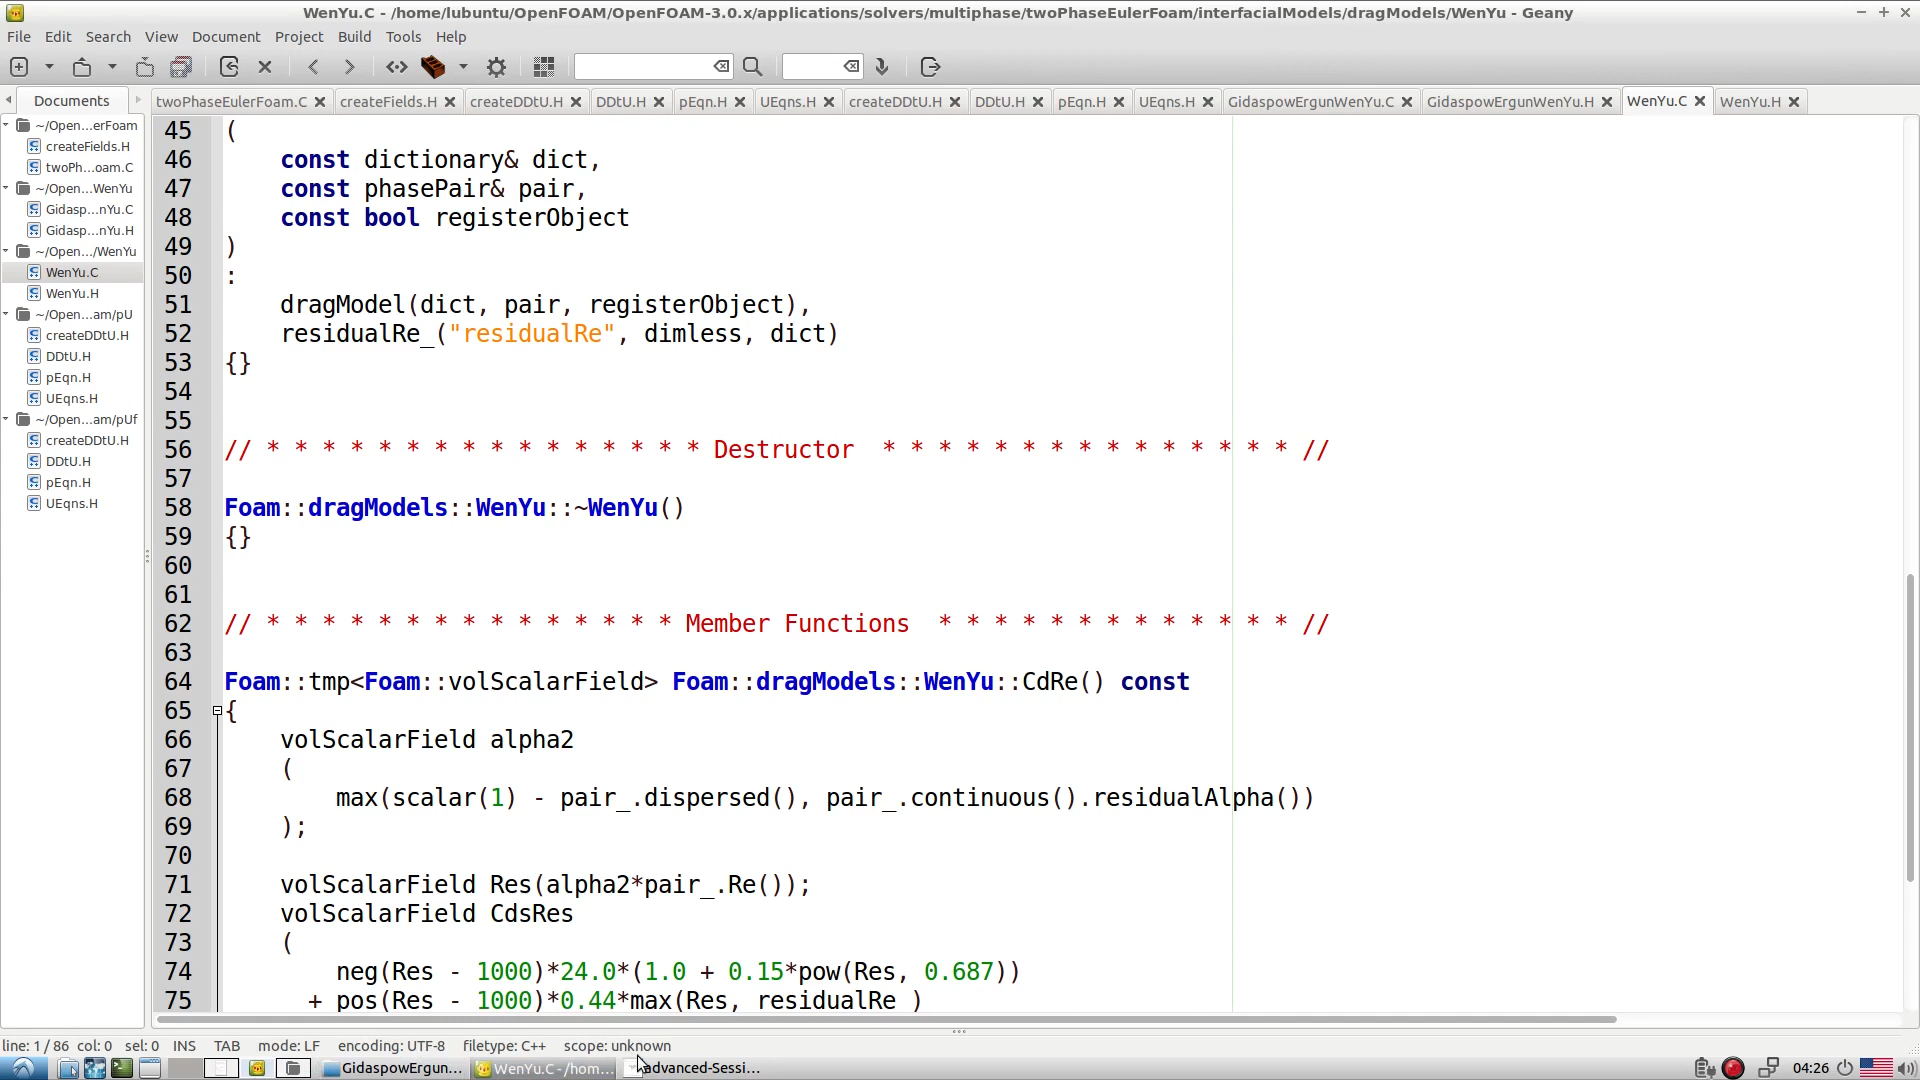 WenYu.C - /home/lubuntu/OpenFOAM/OpenFOAM-3.0.x/applications/solvers/multiphase/twoPhaseEulerFoam/interfacialModels/dragModels/WenYu - Geany
File Edit Search View Document Project Build Tools Help
Documents twoPhaseEulerFoam.C createFields.H createDDtU.H DDtU.H pEqn.H UEqns.H createDDtU.H DDtU.H pEqn.H UEqns.H GidaspowErgunWenYu.C GidaspowErgunWenYu.H WenYu.C WenYu.H
~/Open...erFoam
createFields.H
twoPh...oam.C
~/Open...WenYu
Gidasp...nYu.C
Gidasp...nYu.H
~/Open.../WenYu
WenYu.C
WenYu.H
~/Open...am/pU
createDDtU.H
DDtU.H
pEqn.H
UEqns.H
~/Open...am/pUf
createDDtU.H
DDtU.H
pEqn.H
UEqns.H
45 (
46 const dictionary& dict,
47 const phasePair& pair,
48 const bool registerObject
49 )
50 :
51 dragModel(dict, pair, registerObject),
52 residualRe_("residualRe", dimless, dict)
53 {}
54
55
56 // * * * * * * * * * * * * * * * * Destructor  * * * * * * * * * * * * * * * //
57
58 Foam::dragModels::WenYu::~WenYu()
59 {}
60
61
62 // * * * * * * * * * * * * * * * Member Functions  * * * * * * * * * * * * * //
63
64 Foam::tmp<Foam::volScalarField> Foam::dragModels::WenYu::CdRe() const
65 {
66 volScalarField alpha2
67 (
68 max(scalar(1) - pair_.dispersed(), pair_.continuous().residualAlpha())
69 );
70
71 volScalarField Res(alpha2*pair_.Re());
72 volScalarField CdsRes
73 (
74 neg(Res - 1000)*24.0*(1.0 + 0.15*pow(Res, 0.687))
75 + pos(Res - 1000)*0.44*max(Res, residualRe )
line: 1 / 86 col: 0 sel: 0 INS TAB mode: LF encoding: UTF-8 filetype: C++ scope: unknown
GidaspowErgun... WenYu.C - /hom... advanced-Sessi... 04:26